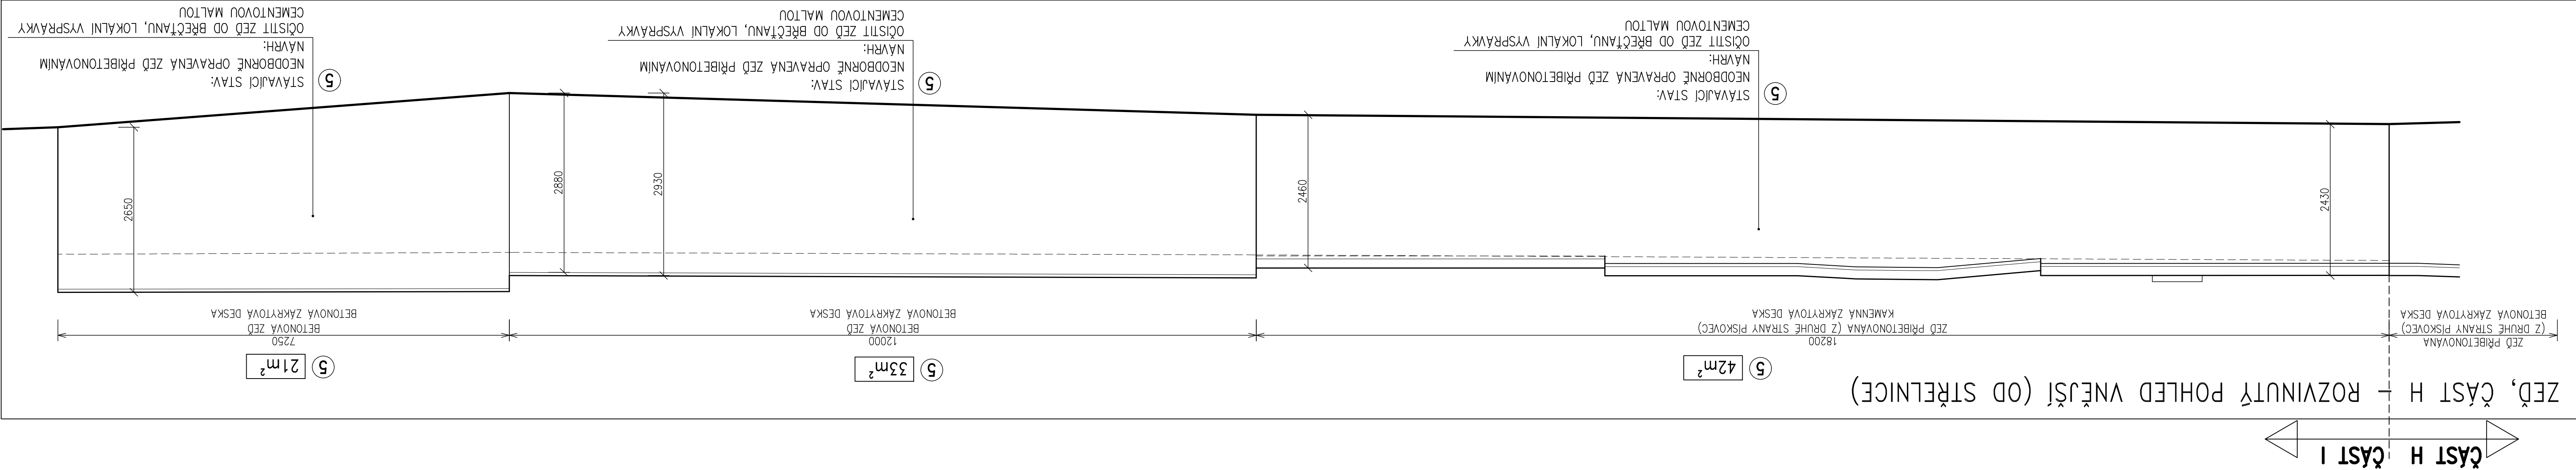 ČÁST H ČÁST I
ZEĎ, ČÁST H – ROZVINUTÝ POHLED VNĚJŠÍ (OD STŘELNICE)
5 42m²
5 33m²
5 21m²
ZEĎ PŘIBETONOVANÁ
(Z DRUHÉ STRANY PÍSKOVEC)
BETONOVÁ ZÁKRYTOVÁ DESKA
18200
ZEĎ PŘIBETONOVANÁ (Z DRUHÉ STRANY PÍSKOVEC)
KAMENNÁ ZÁKRYTOVÁ DESKA
12000
BETONOVÁ ZEĎ
BETONOVÁ ZÁKRYTOVÁ DESKA
7250
BETONOVÁ ZEĎ
BETONOVÁ ZÁKRYTOVÁ DESKA
2430
2460
2930
2880
2650
5
STÁVAJÍCÍ STAV:
NEODBORNĚ OPRAVENÁ ZEĎ PŘIBETONOVÁNÍM
NÁVRH:
OČISTIT ZEĎ OD BŘEČŤANU, LOKÁLNÍ VYSPRÁVKY
CEMENTOVOU MALTOU
5
STÁVAJÍCÍ STAV:
NEODBORNĚ OPRAVENÁ ZEĎ PŘIBETONOVÁNÍM
NÁVRH:
OČISTIT ZEĎ OD BŘEČŤANU, LOKÁLNÍ VYSPRÁVKY
CEMENTOVOU MALTOU
5
STÁVAJÍCÍ STAV:
NEODBORNĚ OPRAVENÁ ZEĎ PŘIBETONOVÁNÍM
NÁVRH:
OČISTIT ZEĎ OD BŘEČŤANU, LOKÁLNÍ VYSPRÁVKY
CEMENTOVOU MALTOU